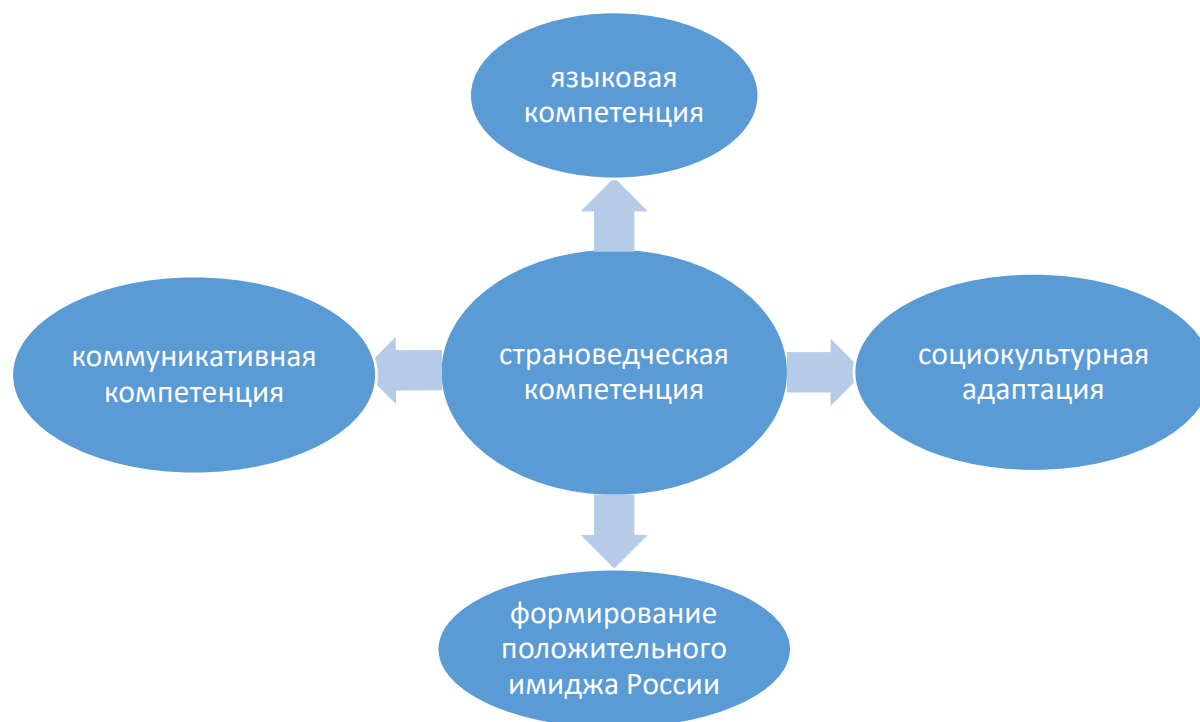 языковая
компетенция
коммуникативная
компетенция
страноведческая
компетенция
социокультурная
адаптация
формирование
положительного
имиджа России